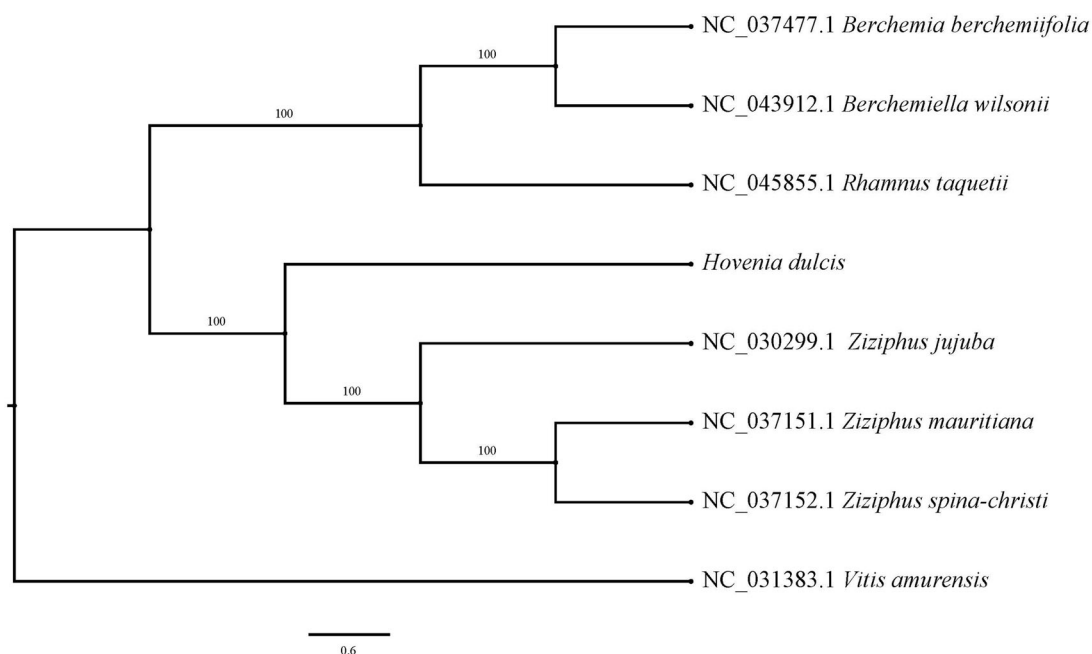 NC_037477.1 Berchemia berchemiifolia
100
NC_043912.1 Berchemiella wilsonii
100
NC_045855.1 Rhamnus taquetii
Hovenia dulcis
100
NC_030299.1 Ziziphus jujuba
100
NC_037151.1 Ziziphus mauritiana
100
NC_037152.1 Ziziphus spina-christi
NC_031383.1 Vitis amurensis
0.6